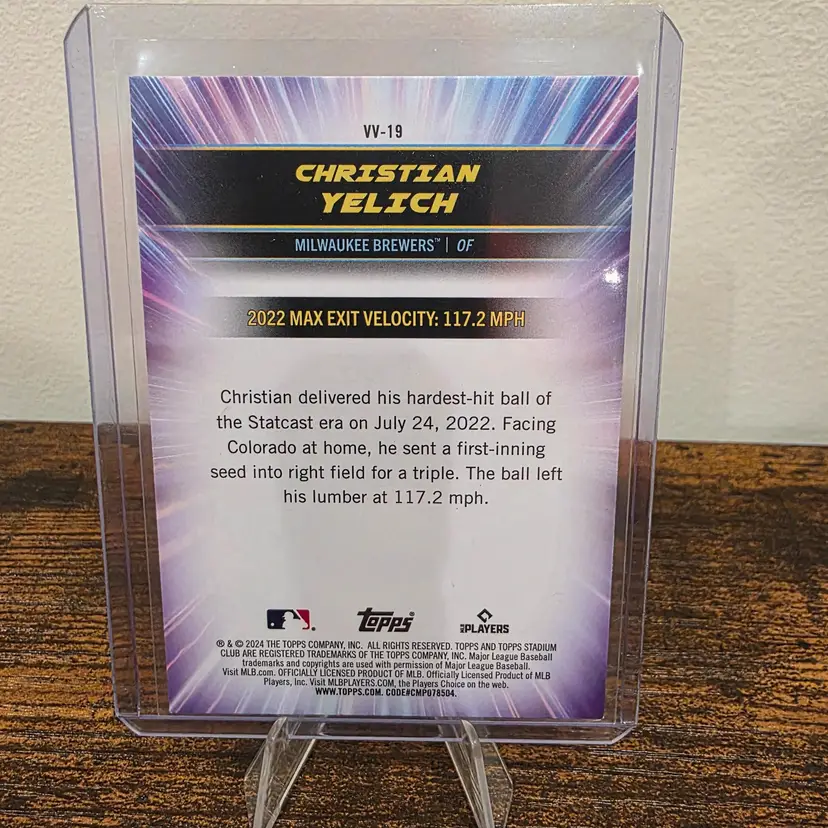 VV-19
CHRISTIAN
YELICH
MILWAUKEE BREWERS™ | OF
2022 MAX EXIT VELOCITY: 117.2 MPH
Christian delivered his hardest-hit ball of
the Statcast era on July 24, 2022. Facing
Colorado at home, he sent a first-inning
seed into right field for a triple. The ball left
his lumber at 117.2 mph.
TOPPS
MLB PLAYERS
® & © 2024 THE TOPPS COMPANY, INC. ALL RIGHTS RESERVED. TOPPS AND TOPPS STADIUM
CLUB ARE REGISTERED TRADEMARKS OF THE TOPPS COMPANY, INC. Major League Baseball
trademarks and copyrights are used with permission of Major League Baseball.
Visit MLB.com. OFFICIALLY LICENSED PRODUCT OF MLB. Officially Licensed Product of MLB
Players, Inc. Visit MLBPLAYERS.COM, the Players Choice on the web.
WWW.TOPPS.COM. CODE#CMP078504.